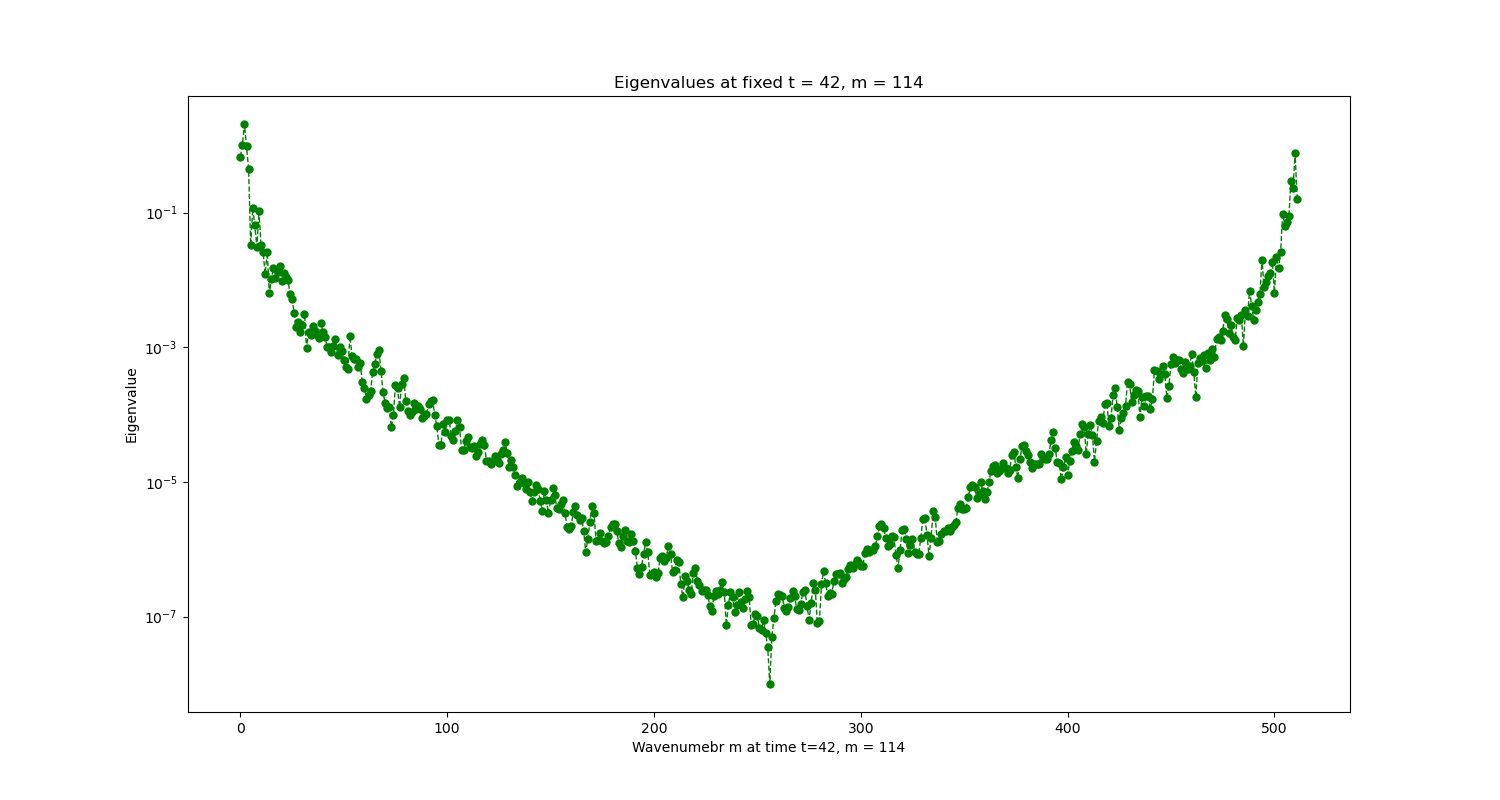 Eigenvalues at fixed t = 42, m = 114
Eigenvalue
10⁻¹
10⁻³
10⁻⁵
10⁻⁷
0 100 200 300 400 500
Wavenumebr m at time t=42, m = 114